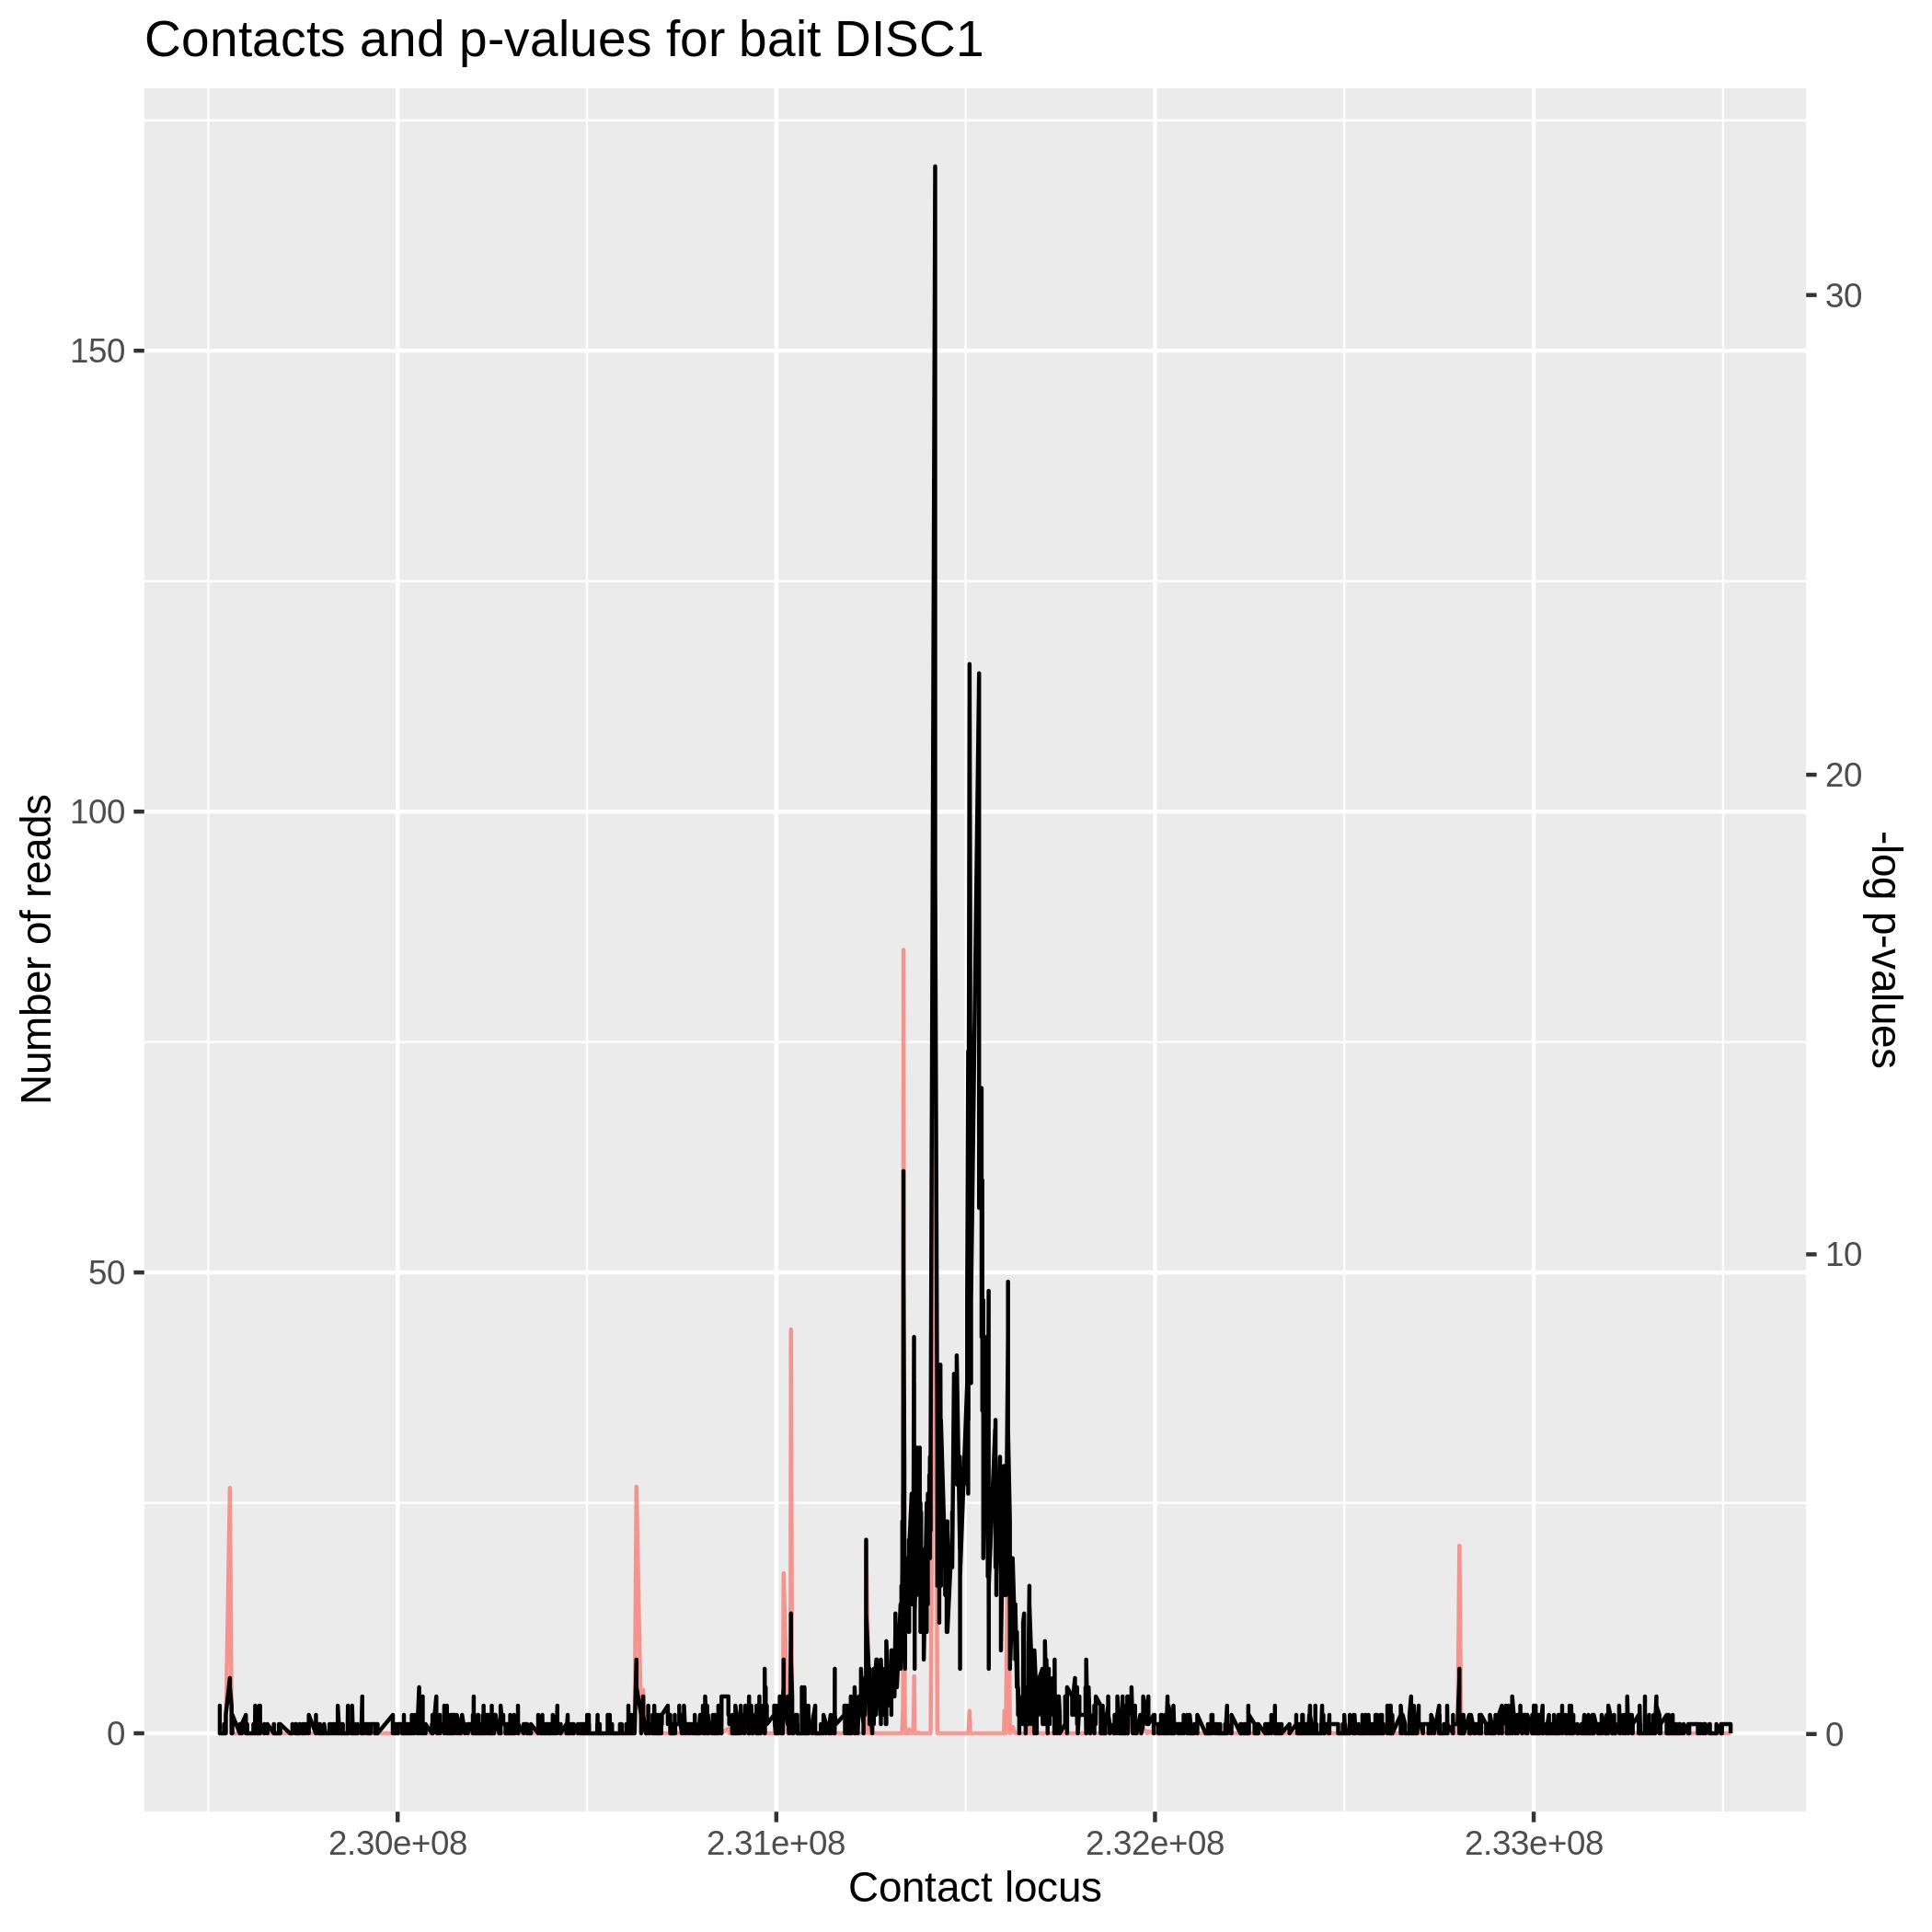 Contacts and p-values for bait DISC1
150
100
50
0
Number of reads
30
20
10
0
-log p-values
2.30e+08
2.31e+08
2.32e+08
2.33e+08
Contact locus